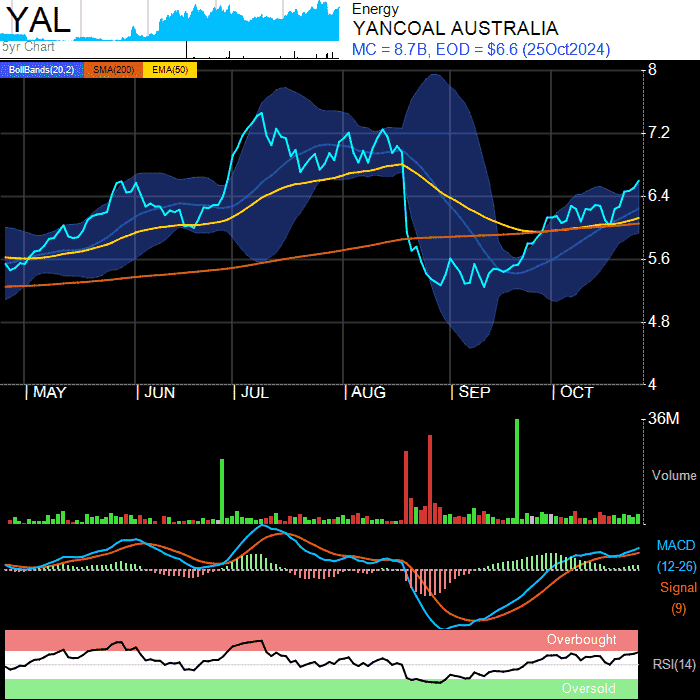 YAL
5yr Chart
Energy
YANCOAL AUSTRALIA
MC = 8.7B, EOD = $6.6 (25Oct2024)
BollBands(20,2) SMA(200) EMA(50)
8
7.2
6.4
5.6
4.8
4
MAY JUN JUL AUG SEP OCT
36M
Volume
MACD
(12-26)
Signal
(9)
Overbought
RSI(14)
Oversold